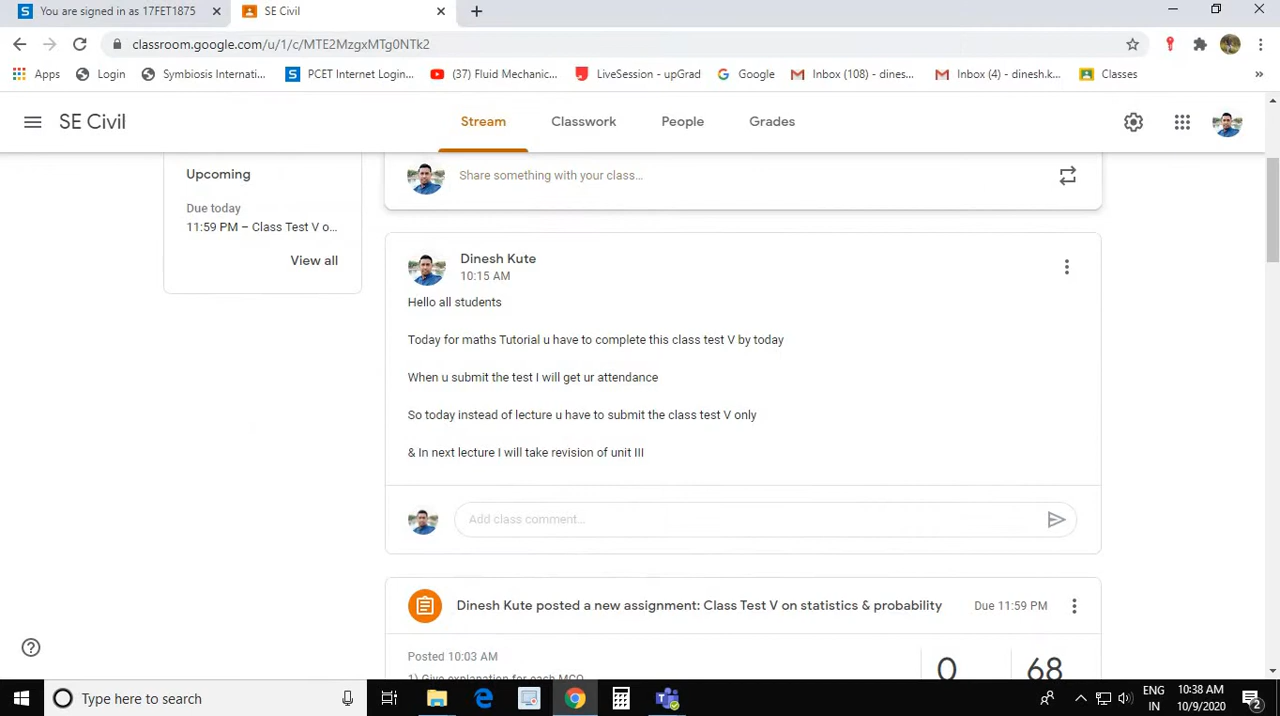 You are signed in as 17FET1875
SE Civil
classroom.google.com/u/1/c/MTE2MzgxMTg0NTk2
Apps Login Symbiosis Internati... PCET Internet Login... (37) Fluid Mechanic... LiveSession - upGrad Google Inbox (108) - dines... Inbox (4) - dinesh.k... Classes »
SE Civil
Stream Classwork People Grades
Upcoming
Due today
11:59 PM – Class Test V o...
View all
Share something with your class...
Dinesh Kute
10:15 AM
Hello all students
Today for maths Tutorial u have to complete this class test V by today
When u submit the test I will get ur attendance
So today instead of lecture u have to submit the class test V only
& In next lecture I will take revision of unit III
Add class comment...
Dinesh Kute posted a new assignment: Class Test V on statistics & probability Due 11:59 PM
Posted 10:03 AM
0 68
1) Give explanation for each MCQ
Type here to search
ENG
IN
10:38 AM
10/9/2020
2